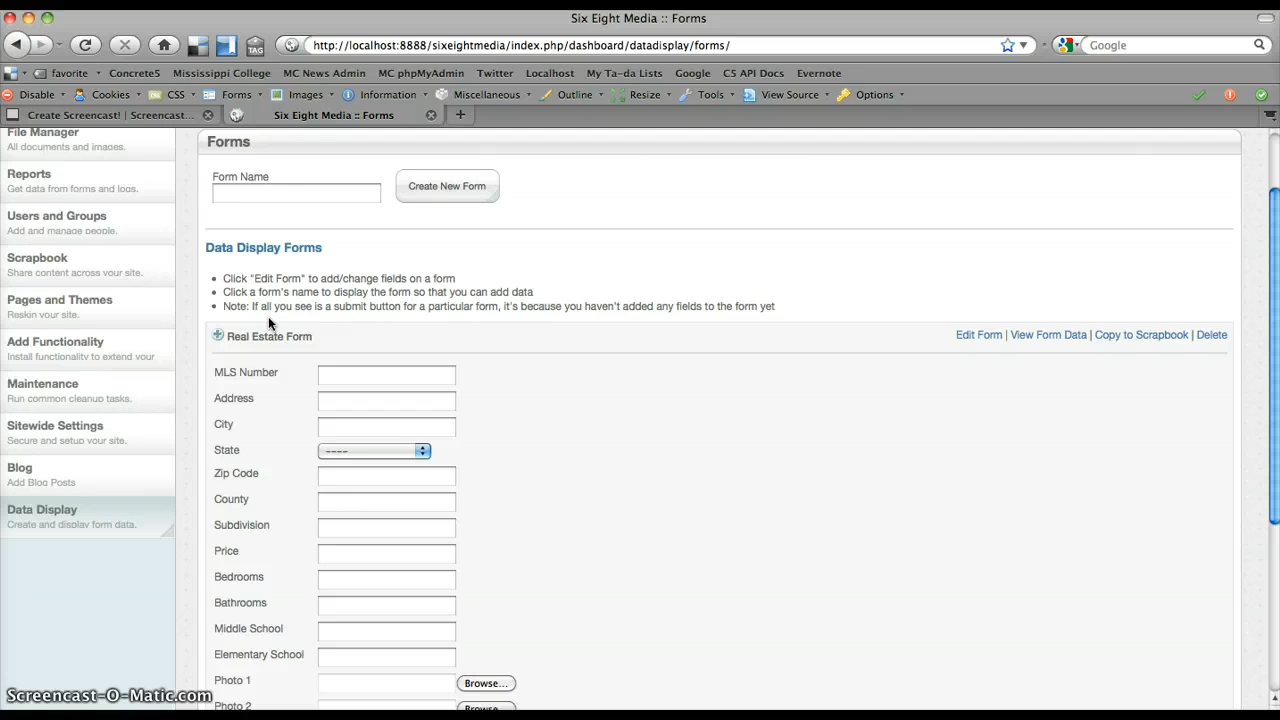 Six Eight Media :: Forms
TAG
http://localhost:8888/sixeightmedia/index.php/dashboard/datadisplay/forms/
Google
favorite Concrete5 Mississippi College MC News Admin MC phpMyAdmin Twitter Localhost My Ta-da Lists Google C5 API Docs Evernote
Disable Cookies CSS Forms Images Information Miscellaneous Outline Resize Tools View Source Options
Create Screencast! | Screencast... Six Eight Media :: Forms
File Manager
All documents and images.
Reports
Get data from forms and logs.
Users and Groups
Add and manage people.
Scrapbook
Share content across your site.
Pages and Themes
Reskin your site.
Add Functionality
Install functionality to extend your
Maintenance
Run common cleanup tasks.
Sitewide Settings
Secure and setup your site.
Blog
Add Blog Posts
Data Display
Create and display form data.
Forms
Form Name
Create New Form
Data Display Forms
Click "Edit Form" to add/change fields on a form
Click a form's name to display the form so that you can add data
Note: If all you see is a submit button for a particular form, it's because you haven't added any fields to the form yet
Real Estate Form
Edit Form | View Form Data | Copy to Scrapbook | Delete
MLS Number
Address
City
State ----
Zip Code
County
Subdivision
Price
Bedrooms
Bathrooms
Middle School
Elementary School
Photo 1 Browse...
Photo 2 Browse...
Screencast-O-Matic.com